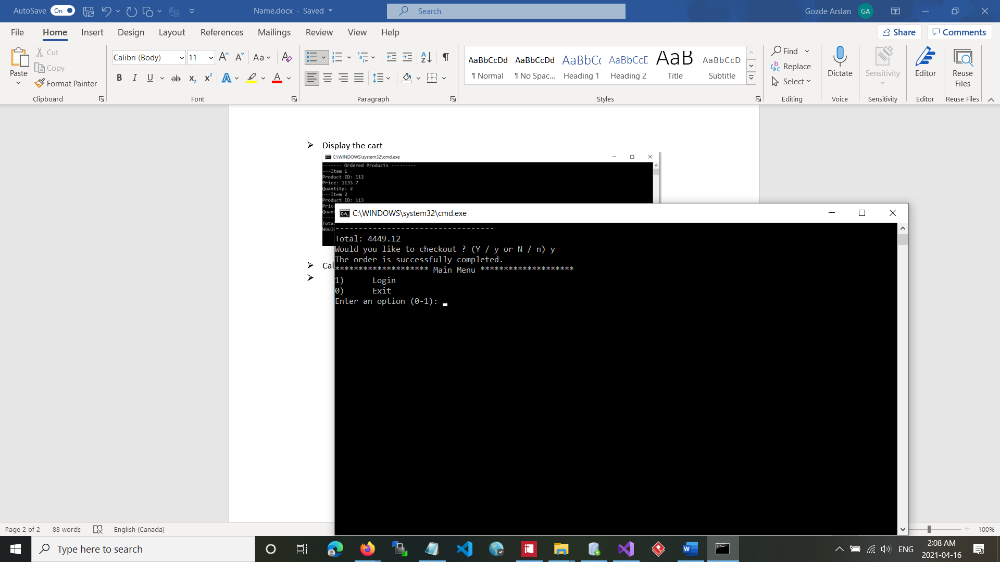 AutoSave On Name.docx - Saved Search Gozde Arslan GA
File Home Insert Design Layout References Mailings Review View Help Share Comments
Paste
Cut
Copy
Format Painter
Clipboard
Calibri (Body) 11
Font
Paragraph
AaBbCcDd AaBbCcDd AaBbCc AaBbCcD AaB AaBbCcD
¶ Normal ¶ No Spac... Heading 1 Heading 2 Title Subtitle
Styles
Find
Replace
Select
Editing
Dictate
Voice
Sensitivity
Sensitivity
Editor
Editor
Reuse
Files
Reuse Files
➢ Display the cart
C:\WINDOWS\system32\cmd.exe
------- Ordered Products ---------
---Item 1
Product ID: 112
Price: 1133.7
Quantity: 2
---Item 2
Product ID: 113
➢
➢
C:\WINDOWS\system32\cmd.exe
----------------------------------
Total: 4449.12
Would you like to checkout ? (Y / y or N / n) y
The order is successfully completed.
******************** Main Menu ********************
1) Login
0) Exit
Enter an option (0-1):
Page 2 of 2 88 words English (Canada) 100%
Type here to search
ENG
2:08 AM
2021-04-16